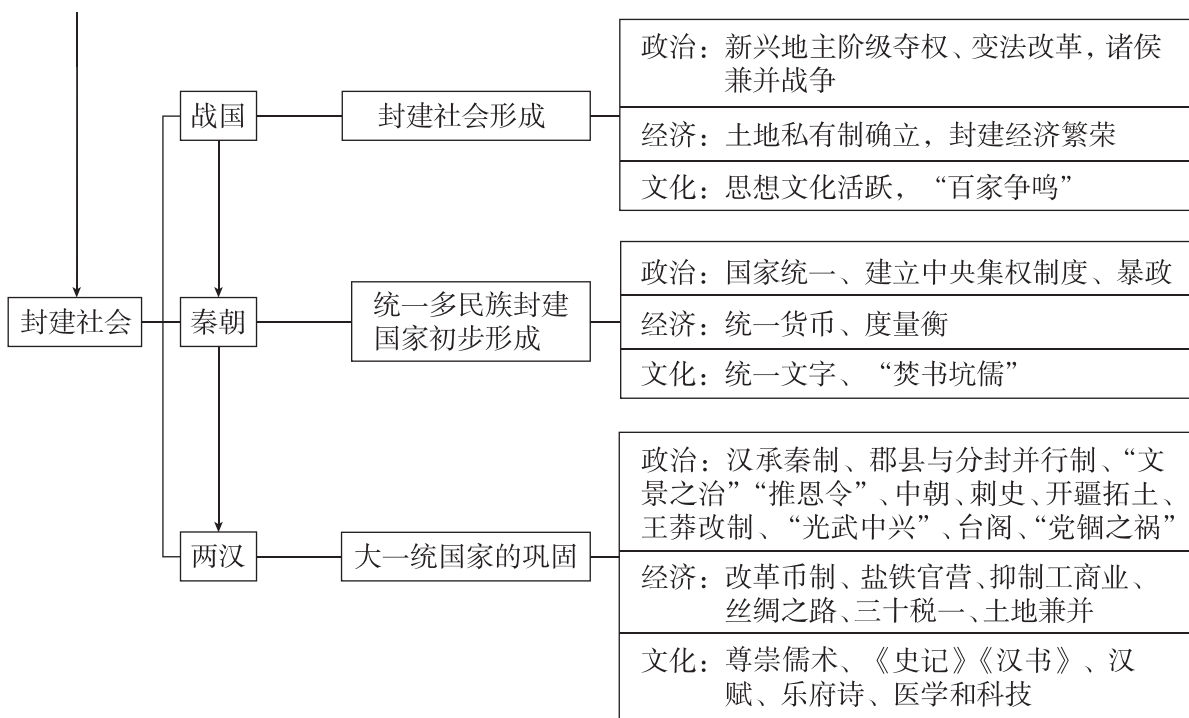 政治：新兴地主阶级夺权、变法改革，诸侯
兼并战争
战国
封建社会形成
经济：土地私有制确立，封建经济繁荣
文化：思想文化活跃，“百家争鸣”
政治：国家统一、建立中央集权制度、暴政
封建社会
秦朝
统一多民族封建
国家初步形成
经济：统一货币、度量衡
文化：统一文字、“焚书坑儒”
政治：汉承秦制、郡县与分封并行制、“文
景之治”“推恩令”、中朝、刺史、开疆拓土、
王莽改制、“光武中兴”、台阁、“党锢之祸”
两汉
大一统国家的巩固
经济：改革币制、盐铁官营、抑制工商业、
丝绸之路、三十税一、土地兼并
文化：尊崇儒术、《史记》《汉书》、汉
赋、乐府诗、医学和科技